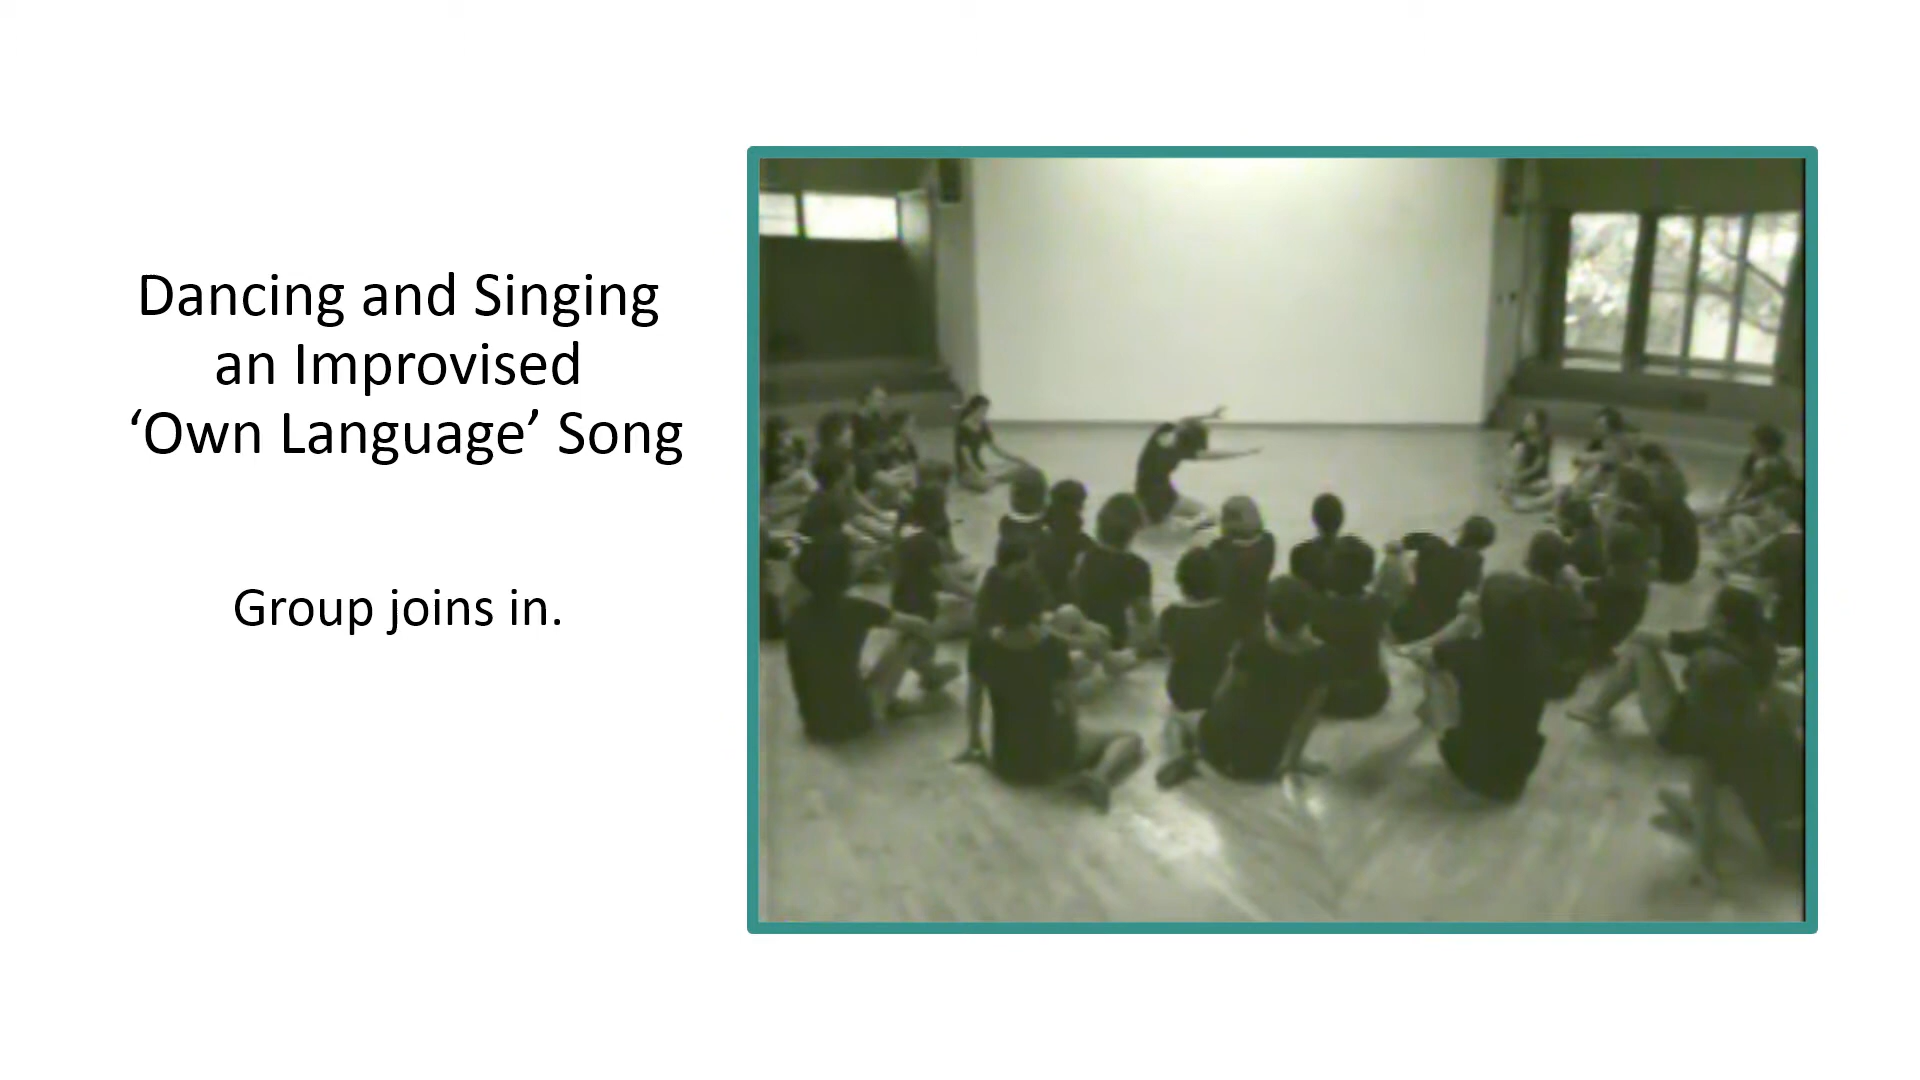 Dancing and Singing
an Improvised
‘Own Language’ Song
Group joins in.